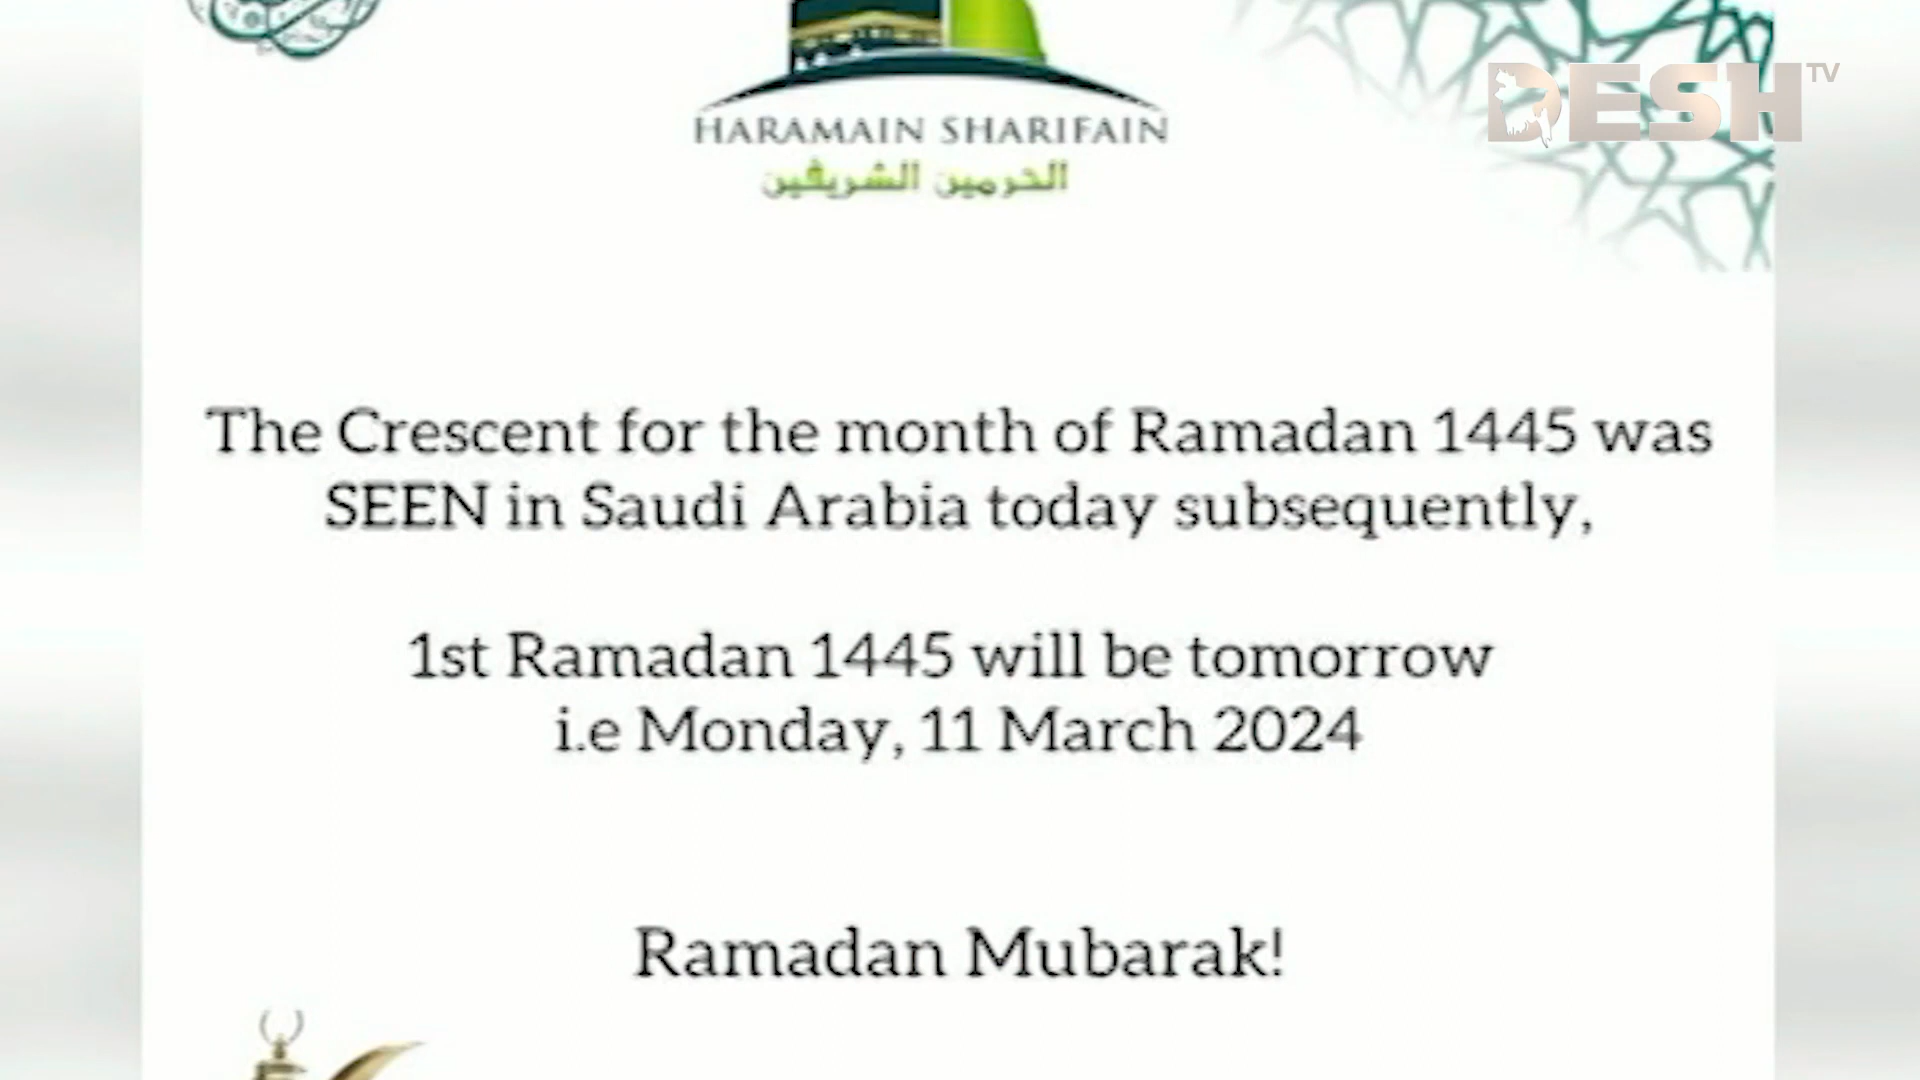 DESH TV
HARAMAIN SHARIFAIN
الحرمين الشريفين
The Crescent for the month of Ramadan 1445 was
SEEN in Saudi Arabia today subsequently,
1st Ramadan 1445 will be tomorrow
i.e Monday, 11 March 2024
Ramadan Mubarak!